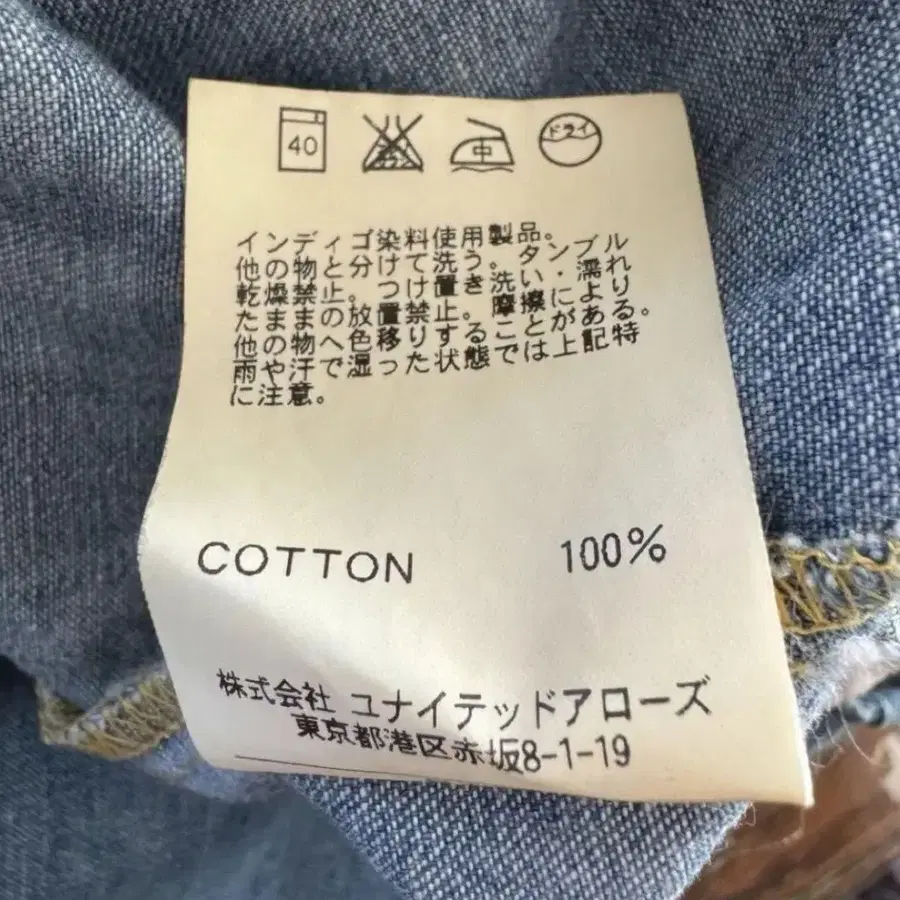 40 中 ドライ
インディゴ染料使用製品。
他の物と分けて洗う。タンブル
乾燥禁止。つけ置き洗い・濡れ
たままの放置禁止。摩擦により
他の物へ色移りすることがある。
雨や汗で湿った状態では上記特
に注意。
COTTON 100%
株式会社 ユナイテッドアローズ
東京都港区赤坂8-1-19